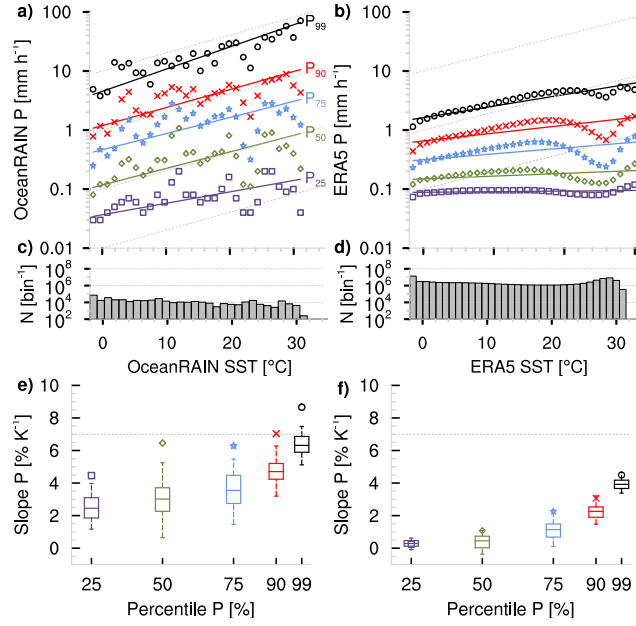 a)
b)
100
10
1
0.1
0.01
OceanRAIN P [mm h⁻¹]
P₉₉
P₉₀
P₇₅
P₅₀
P₂₅
100
10
1
0.1
0.01
ERA5 P [mm h⁻¹]
c)
d)
N [bin⁻¹]
10⁸
10⁶
10⁴
10²
0 10 20 30
OceanRAIN SST [°C]
N [bin⁻¹]
10⁸
10⁶
10⁴
10²
0 10 20 30
ERA5 SST [°C]
e)
f)
Slope P [% K⁻¹]
10
8
6
4
2
0
25 50 75 90 99
Percentile P [%]
Slope P [% K⁻¹]
10
8
6
4
2
0
25 50 75 90 99
Percentile P [%]